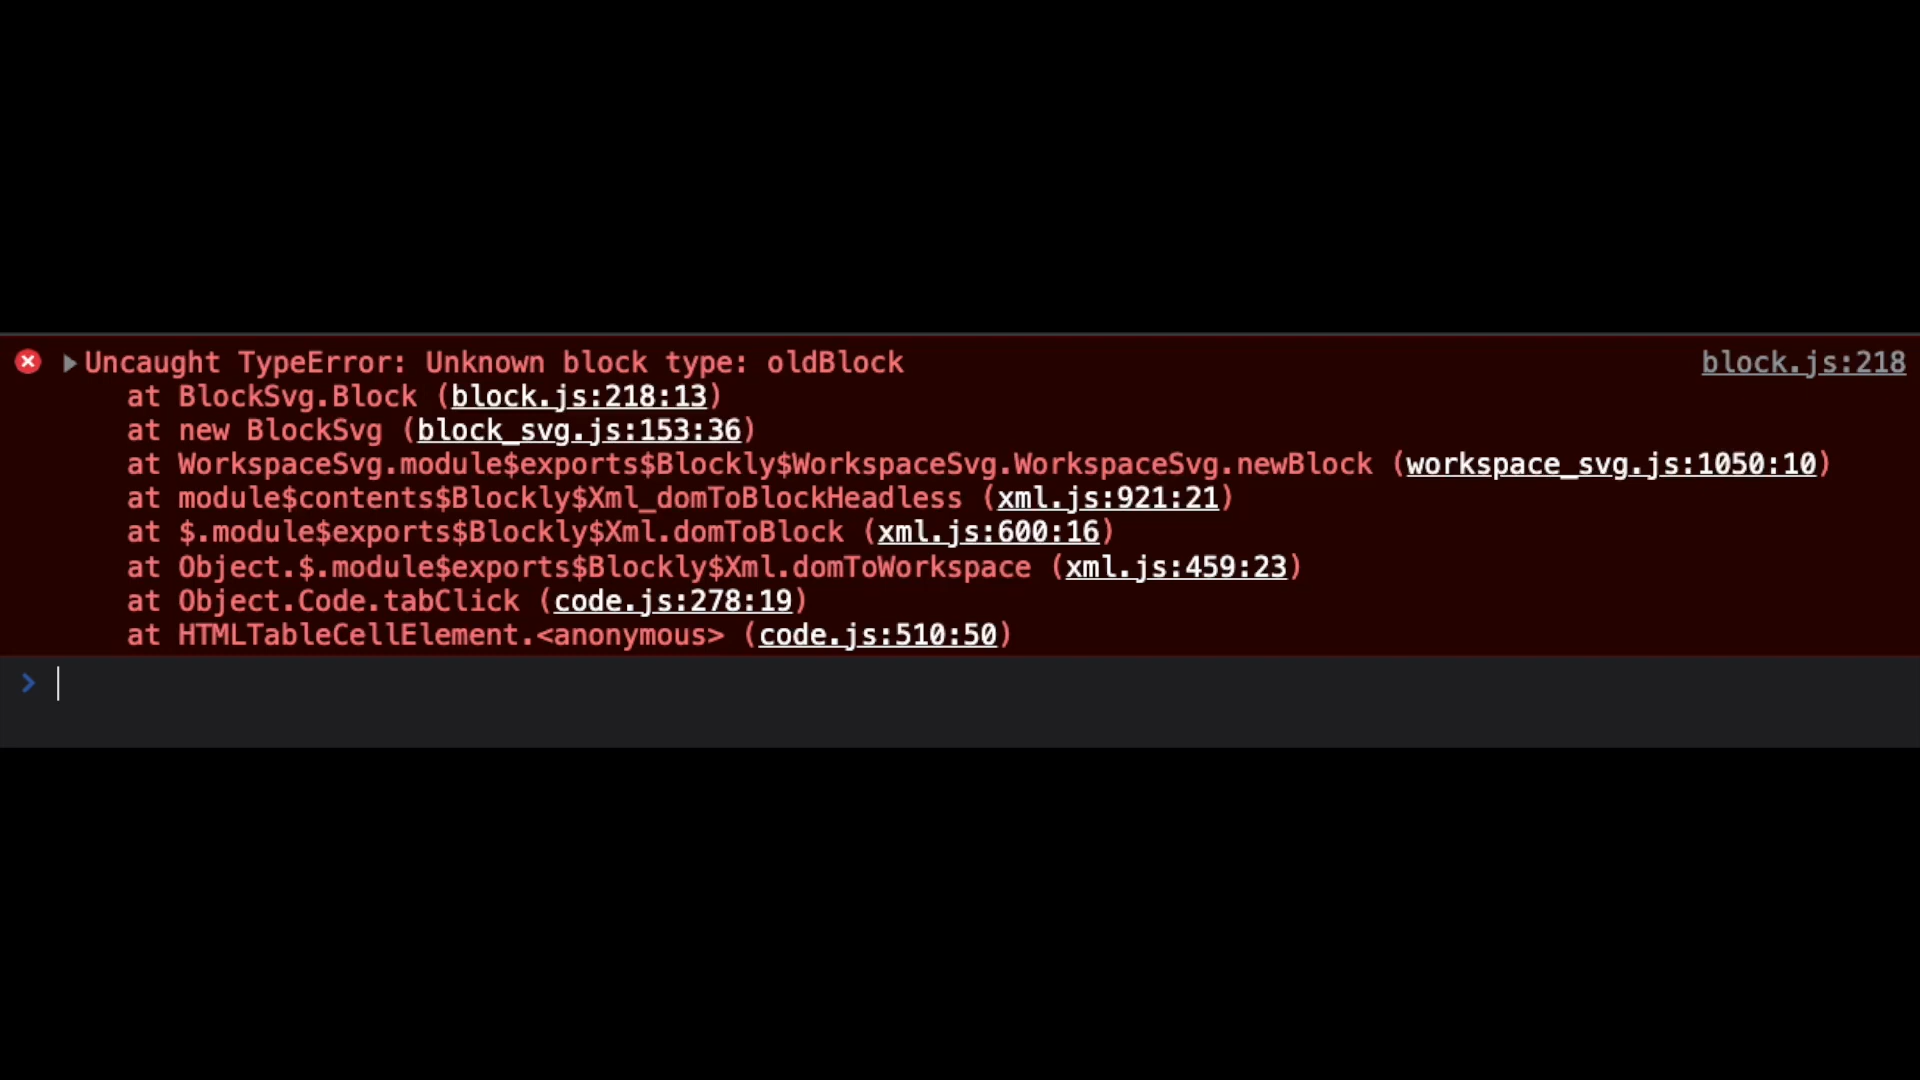 Uncaught TypeError: Unknown block type: oldBlock block.js:218
at BlockSvg.Block (block.js:218:13)
at new BlockSvg (block_svg.js:153:36)
at WorkspaceSvg.module$exports$Blockly$WorkspaceSvg.WorkspaceSvg.newBlock (workspace_svg.js:1050:10)
at module$contents$Blockly$Xml_domToBlockHeadless (xml.js:921:21)
at $.module$exports$Blockly$Xml.domToBlock (xml.js:600:16)
at Object.$.module$exports$Blockly$Xml.domToWorkspace (xml.js:459:23)
at Object.Code.tabClick (code.js:278:19)
at HTMLTableCellElement.<anonymous> (code.js:510:50)